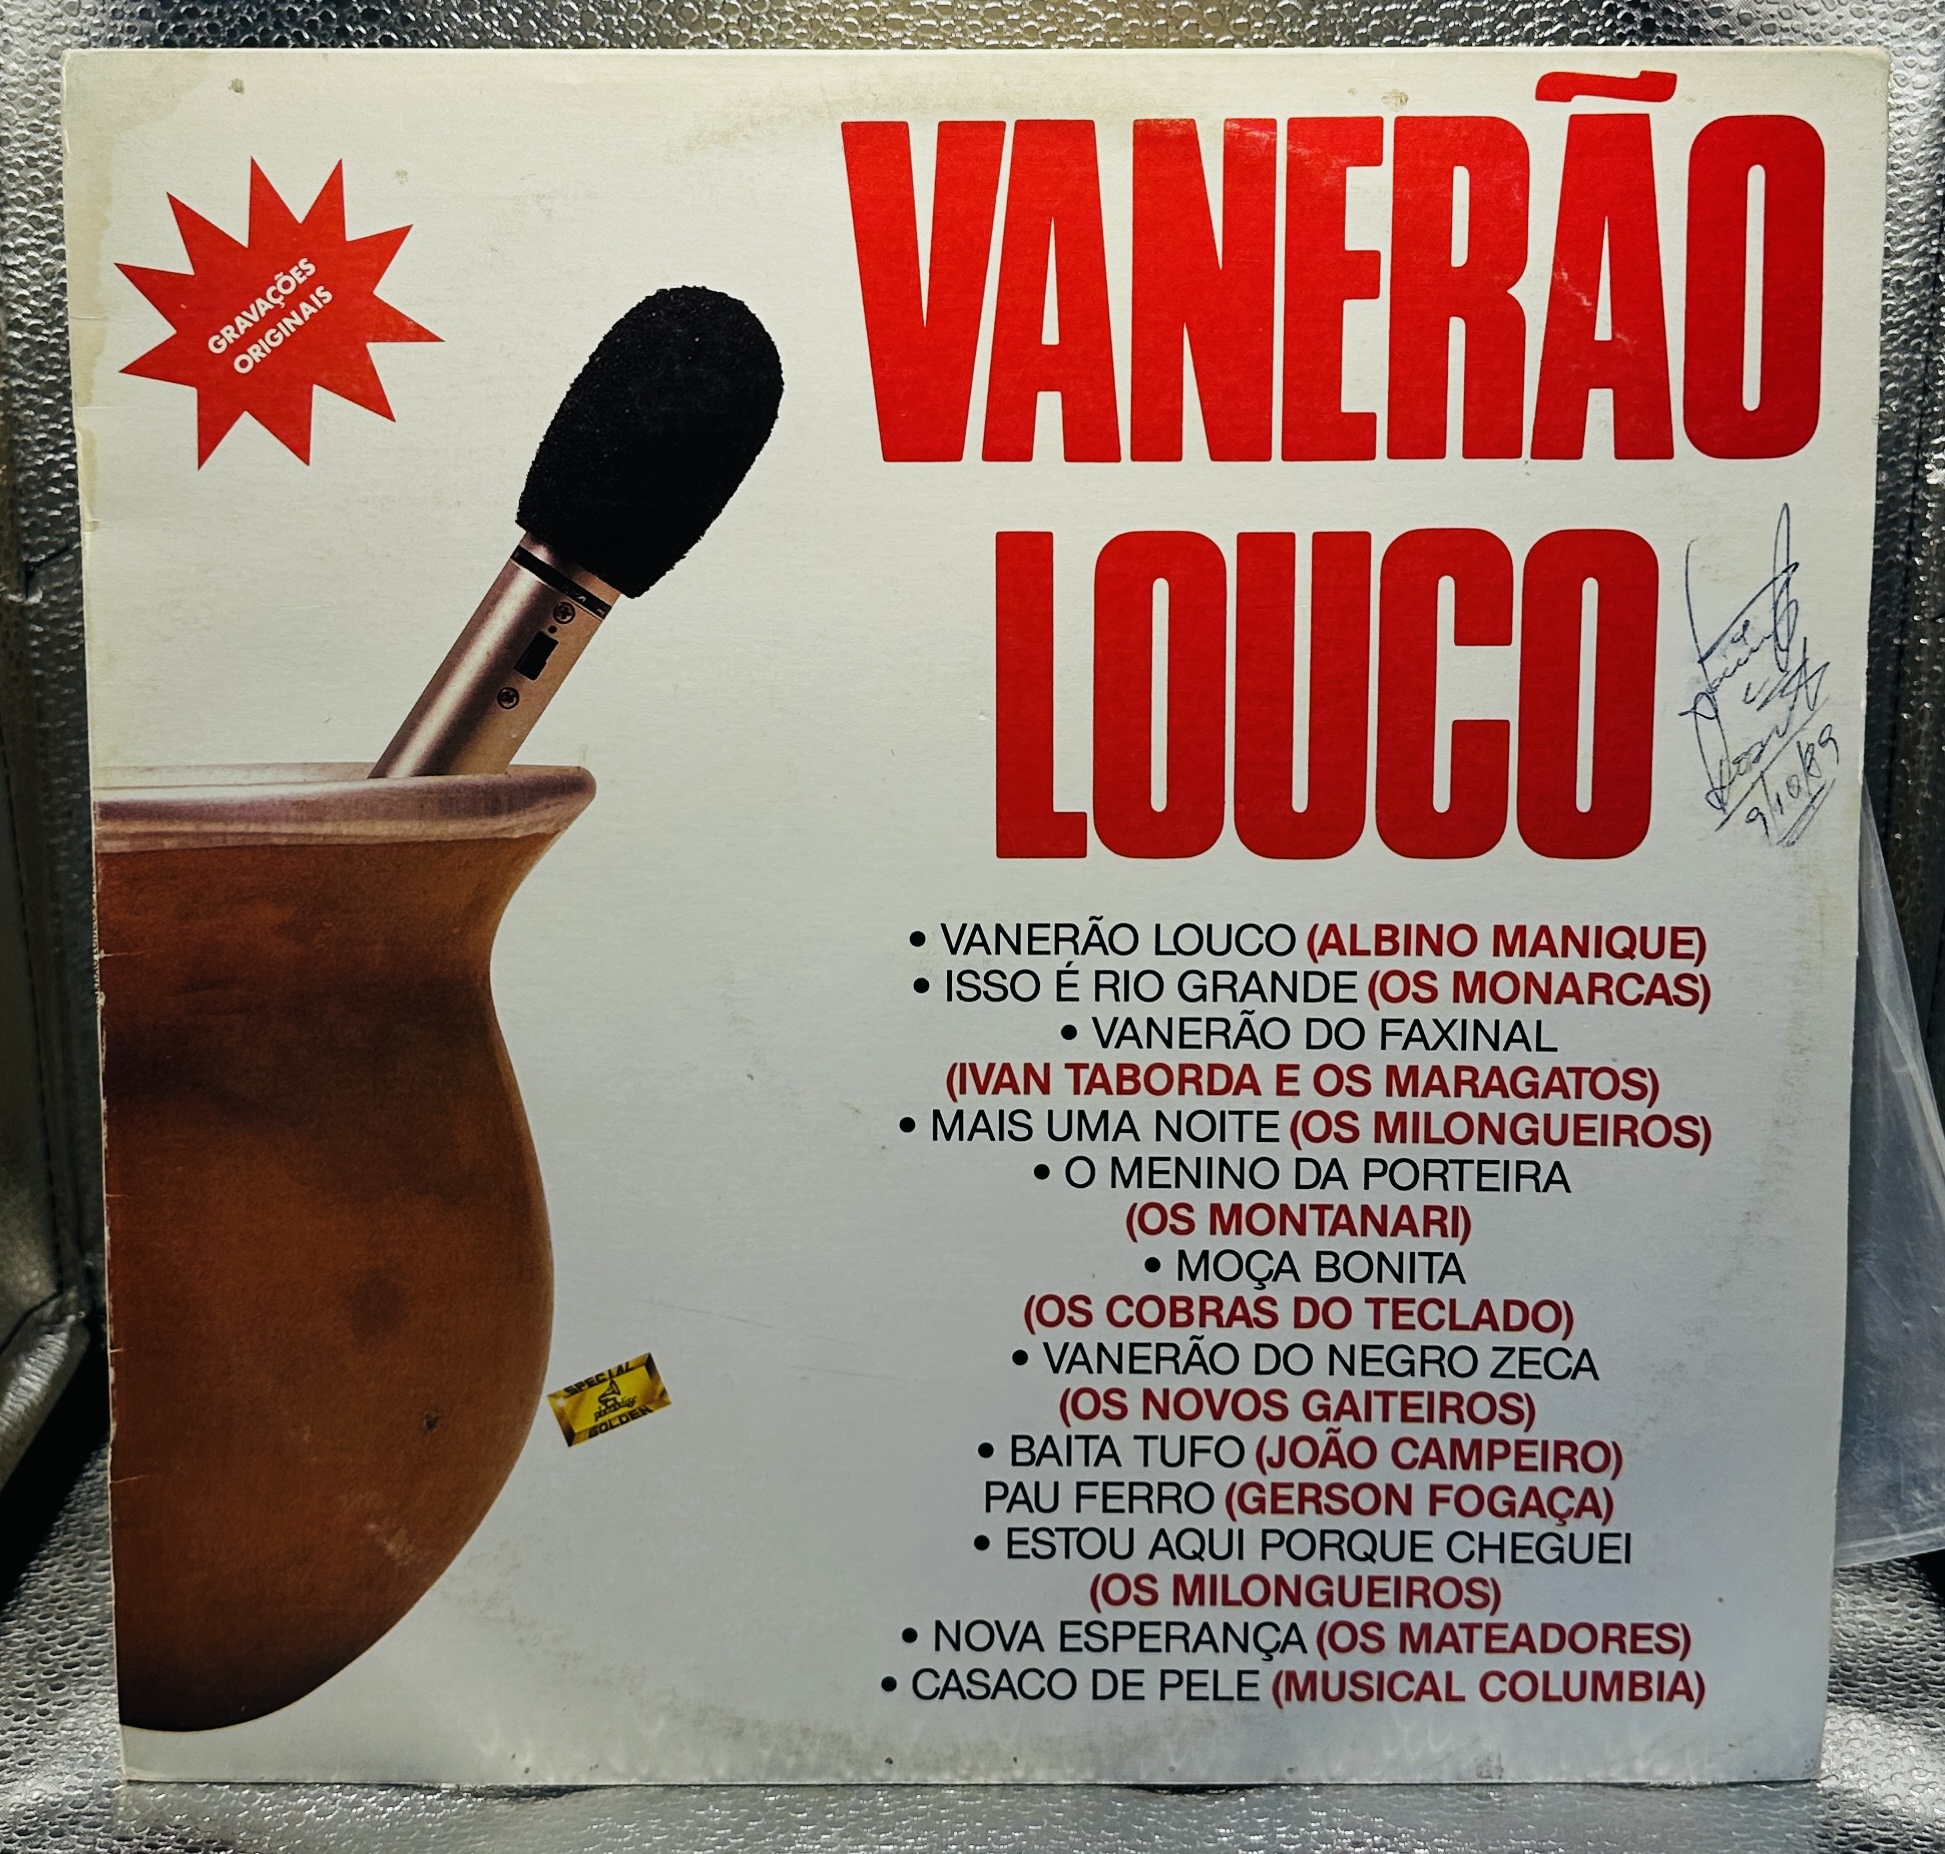 GRAVAÇÕES
ORIGINAIS
VANERÃO
LOUCO
9/10/89
• VANERÃO LOUCO (ALBINO MANIQUE)
• ISSO É RIO GRANDE (OS MONARCAS)
• VANERÃO DO FAXINAL
(IVAN TABORDA E OS MARAGATOS)
• MAIS UMA NOITE (OS MILONGUEIROS)
• O MENINO DA PORTEIRA
(OS MONTANARI)
• MOÇA BONITA
(OS COBRAS DO TECLADO)
• VANERÃO DO NEGRO ZECA
(OS NOVOS GAITEIROS)
• BAITA TUFO (JOÃO CAMPEIRO)
PAU FERRO (GERSON FOGAÇA)
• ESTOU AQUI PORQUE CHEGUEI
(OS MILONGUEIROS)
• NOVA ESPERANÇA (OS MATEADORES)
• CASACO DE PELE (MUSICAL COLUMBIA)
SPECIAL
GOLDEN